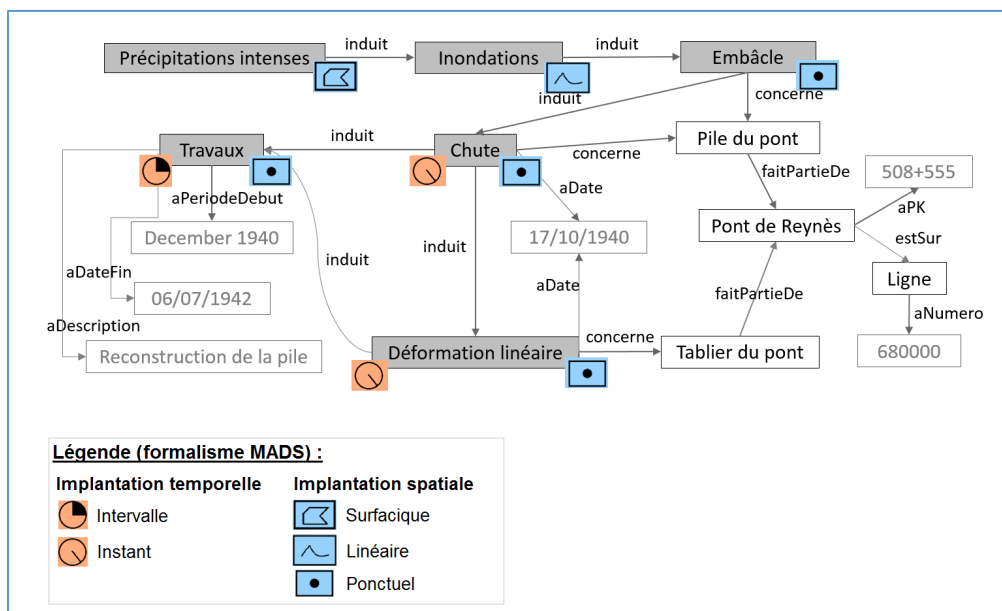 Précipitations intenses
induit
Inondations
induit
Embâcle
induit
concerne
Travaux
induit
Chute
concerne
Pile du pont
aPeriodeDebut
aDate
faitPartieDe
508+555
aPK
December 1940
17/10/1940
Pont de Reynès
estSur
aDateFin
induit
induit
aDate
faitPartieDe
Ligne
06/07/1942
aNumero
aDescription
Reconstruction de la pile
Déformation linéaire
concerne
Tablier du pont
680000
Légende (formalisme MADS) :
Implantation temporelle
Implantation spatiale
Intervalle
Surfacique
Instant
Linéaire
Ponctuel